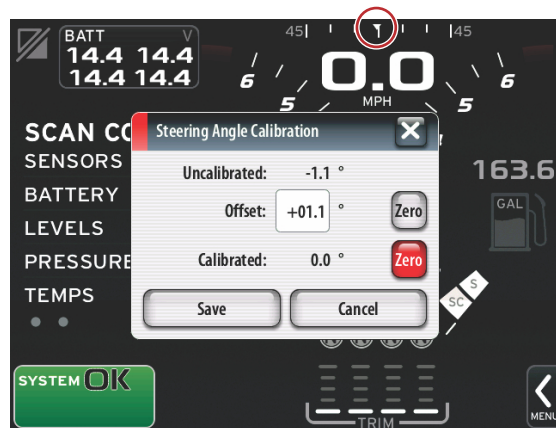 BATT V
14.4 14.4
14.4 14.4
45 45
0.0
MPH
6 6
5 5
SCAN CO
SENSORS
BATTERY
LEVELS
PRESSURE
TEMPS
163.6
GAL
Steering Angle Calibration
Uncalibrated: -1.1 °
Offset: +01.1 ° Zero
Calibrated: 0.0 ° Zero
Save Cancel
S
SC
SYSTEM OK
TRIM
MENU